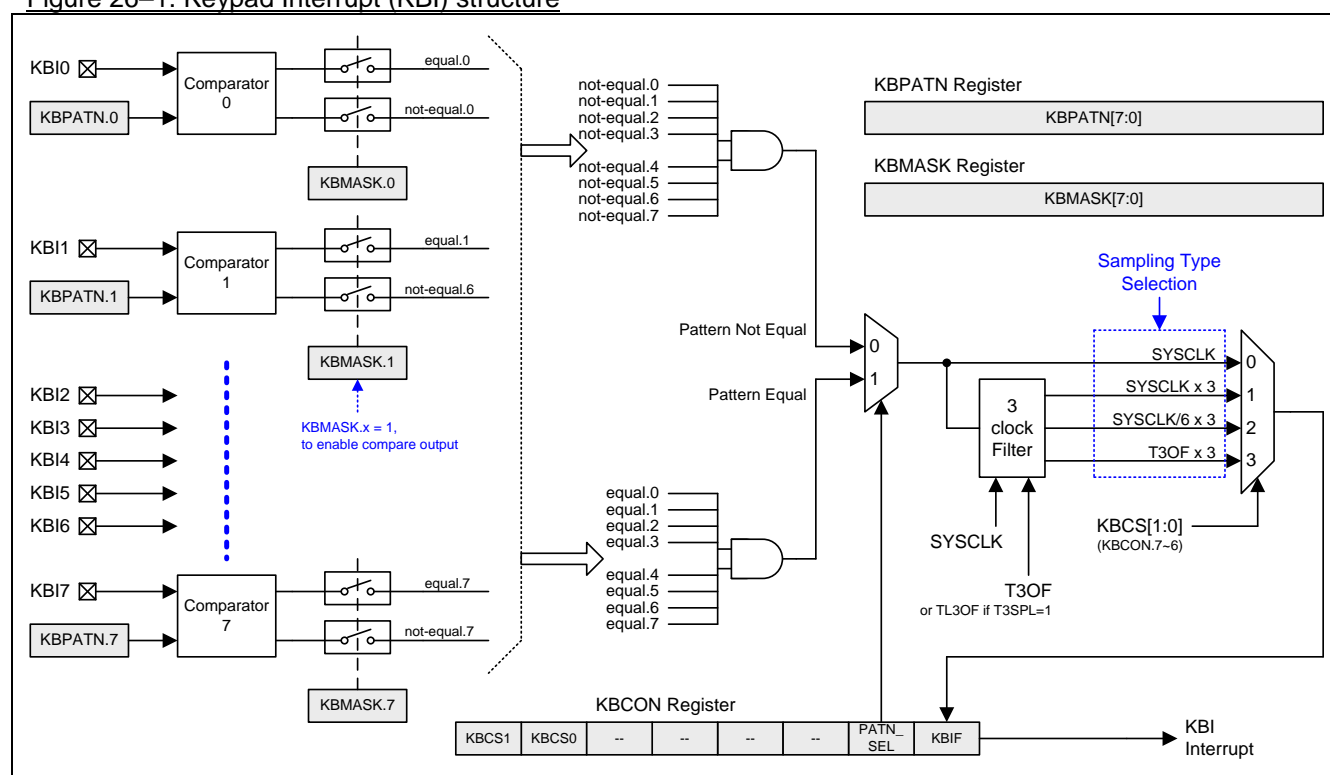 Figure 26–1. Keypad Interrupt (KBI) structure
KBI0
KBPATN.0
Comparator
0
equal.0
not-equal.0
KBMASK.0
KBI1
KBPATN.1
Comparator
1
equal.1
not-equal.6
KBMASK.1
KBMASK.x = 1,
to enable compare output
KBI2
KBI3
KBI4
KBI5
KBI6
KBI7
KBPATN.7
Comparator
7
equal.7
not-equal.7
KBMASK.7
not-equal.0
not-equal.1
not-equal.2
not-equal.3
not-equal.4
not-equal.5
not-equal.6
not-equal.7
equal.0
equal.1
equal.2
equal.3
equal.4
equal.5
equal.6
equal.7
Pattern Not Equal
Pattern Equal
0
1
KBPATN Register
KBPATN[7:0]
KBMASK Register
KBMASK[7:0]
Sampling Type
Selection
3
clock
Filter
SYSCLK
SYSCLK x 3
SYSCLK/6 x 3
T3OF x 3
0
1
2
3
SYSCLK
T3OF
or TL3OF if T3SPL=1
KBCS[1:0]
(KBCON.7~6)
KBCON Register
KBCS1 KBCS0 -- -- -- -- PATN_ KBIF
SEL
KBI
Interrupt